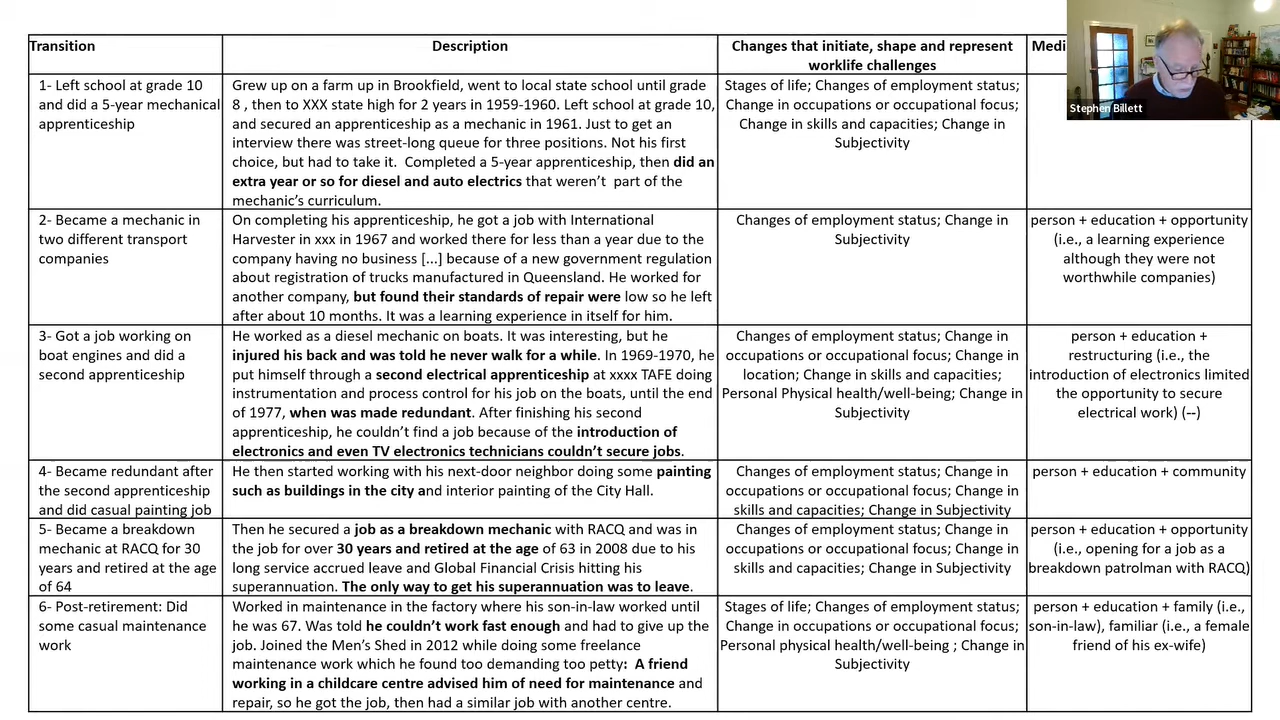 Transition
Description
Changes that initiate, shape and represent
worklife challenges
Medi
Stephen Billett
1- Left school at grade 10
and did a 5-year mechanical
apprenticeship
Grew up on a farm up in Brookfield, went to local state school until grade
8 , then to XXX state high for 2 years in 1959-1960. Left school at grade 10,
and secured an apprenticeship as a mechanic in 1961. Just to get an
interview there was street-long queue for three positions. Not his first
choice, but had to take it.  Completed a 5-year apprenticeship, then did an
extra year or so for diesel and auto electrics that weren't  part of the
mechanic's curriculum.
Stages of life; Changes of employment status;
Change in occupations or occupational focus;
Change in skills and capacities; Change in
Subjectivity
2- Became a mechanic in
two different transport
companies
On completing his apprenticeship, he got a job with International
Harvester in xxx in 1967 and worked there for less than a year due to the
company having no business [...] because of a new government regulation
about registration of trucks manufactured in Queensland. He worked for
another company, but found their standards of repair were low so he left
after about 10 months. It was a learning experience in itself for him.
Changes of employment status; Change in
Subjectivity
person + education + opportunity
(i.e., a learning experience
although they were not
worthwhile companies)
3- Got a job working on
boat engines and did a
second apprenticeship
He worked as a diesel mechanic on boats. It was interesting, but he
injured his back and was told he never walk for a while. In 1969-1970, he
put himself through a second electrical apprenticeship at xxxx TAFE doing
instrumentation and process control for his job on the boats, until the end
of 1977, when was made redundant. After finishing his second
apprenticeship, he couldn't find a job because of the introduction of
electronics and even TV electronics technicians couldn't secure jobs.
Changes of employment status; Change in
occupations or occupational focus; Change in
location; Change in skills and capacities;
Personal Physical health/well-being; Change in
Subjectivity
person + education +
restructuring (i.e., the
introduction of electronics limited
the opportunity to secure
electrical work) (--)
4- Became redundant after
the second apprenticeship
and did casual painting job
He then started working with his next-door neighbor doing some painting
such as buildings in the city and interior painting of the City Hall.
Changes of employment status; Change in
occupations or occupational focus; Change in
skills and capacities; Change in Subjectivity
person + education + community
5- Became a breakdown
mechanic at RACQ for 30
years and retired at the age
of 64
Then he secured a job as a breakdown mechanic with RACQ and was in
the job for over 30 years and retired at the age of 63 in 2008 due to his
long service accrued leave and Global Financial Crisis hitting his
superannuation. The only way to get his superannuation was to leave.
Changes of employment status; Change in
occupations or occupational focus; Change in
skills and capacities; Change in Subjectivity
person + education + opportunity
(i.e., opening for a job as a
breakdown patrolman with RACQ)
6- Post-retirement: Did
some casual maintenance
work
Worked in maintenance in the factory where his son-in-law worked until
he was 67. Was told he couldn't work fast enough and had to give up the
job. Joined the Men's Shed in 2012 while doing some freelance
maintenance work which he found too demanding too petty:  A friend
working in a childcare centre advised him of need for maintenance and
repair, so he got the job, then had a similar job with another centre.
Stages of life; Changes of employment status;
Change in occupations or occupational focus;
Personal physical health/well-being ; Change in
Subjectivity
person + education + family (i.e.,
son-in-law), familiar (i.e., a female
friend of his ex-wife)